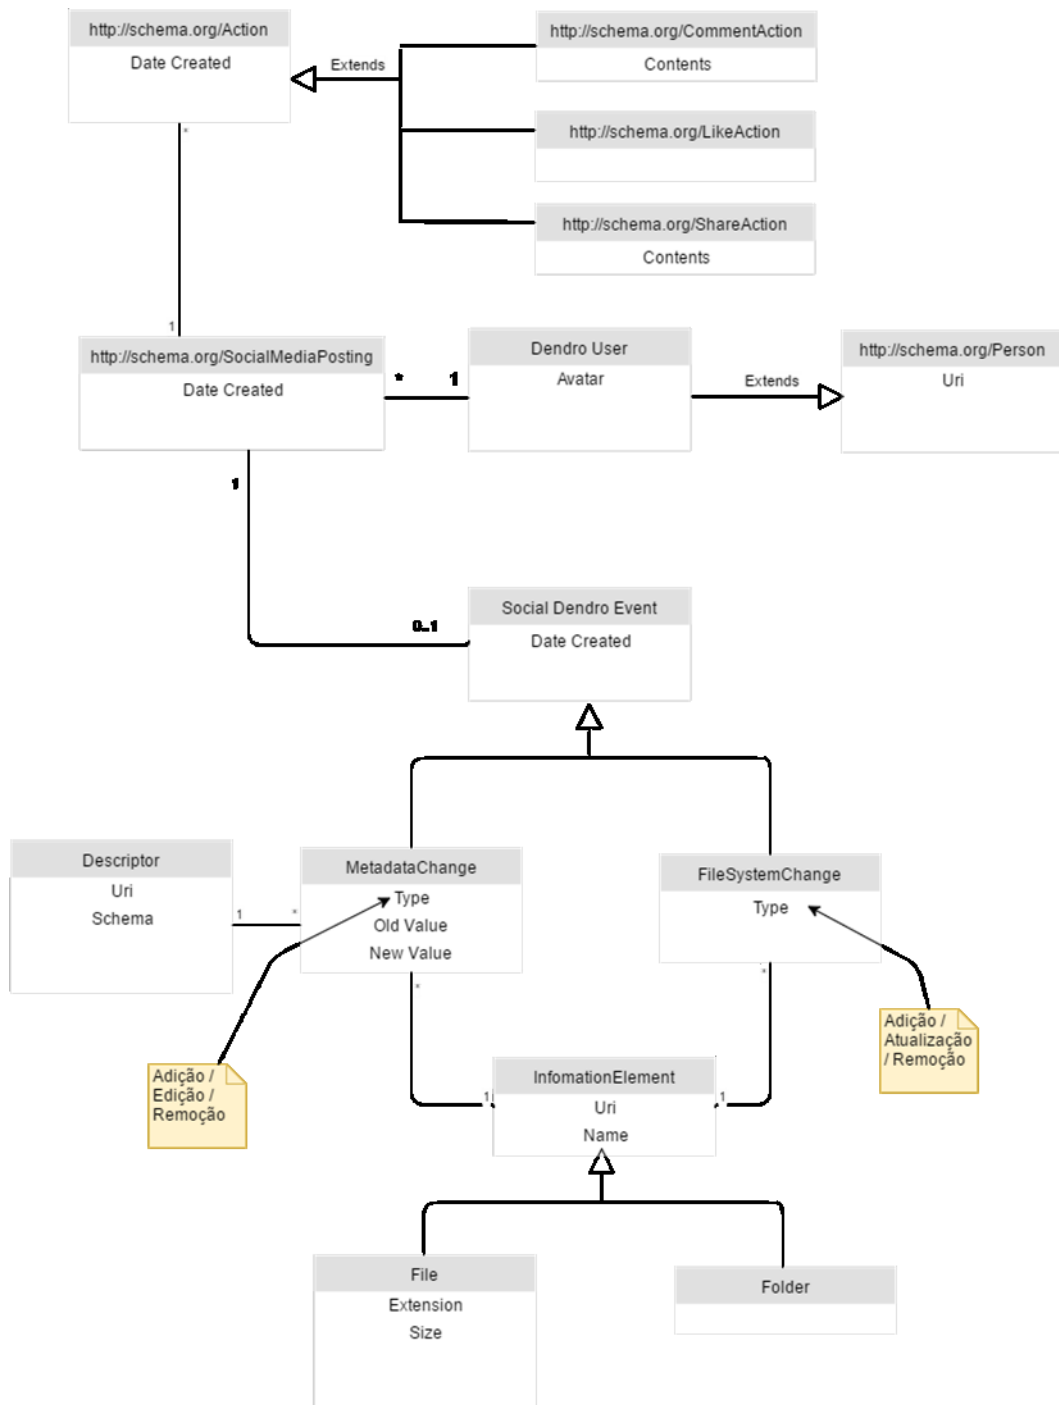 http://schema.org/Action
Date Created
Extends
http://schema.org/CommentAction
Contents
http://schema.org/LikeAction
http://schema.org/ShareAction
Contents
*
1
http://schema.org/SocialMediaPosting
Date Created
* 1
Dendro User
Avatar
Extends
http://schema.org/Person
Uri
1
0..1
Social Dendro Event
Date Created
Descriptor
Uri
Schema
1 *
MetadataChange
Type
Old Value
New Value
FileSystemChange
Type
*
*
Adição /
Edição /
Remoção
Adição /
Atualização
/ Remoção
1
1
InfomationElement
Uri
Name
File
Extension
Size
Folder